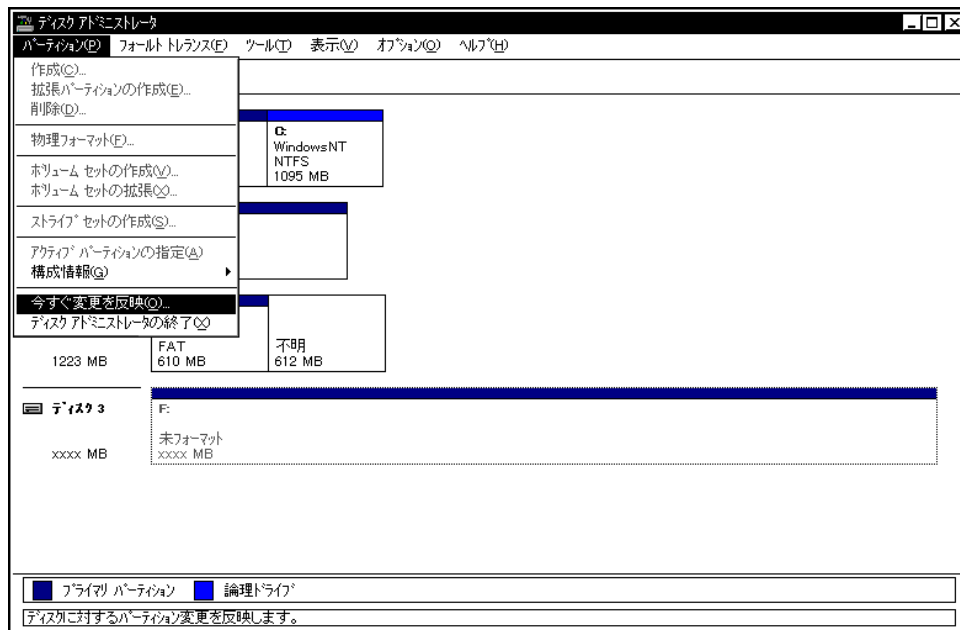 ディスク アドミニストレータ
パーティション(P) フォールト トレランス(F) ツール(T) 表示(V) オプション(O) ヘルプ(H)
作成(C)...
拡張パーティションの作成(E)...
削除(D)...
物理フォーマット(F)...
ボリューム セットの作成(V)...
ボリューム セットの拡張(X)...
ストライプ セットの作成(S)...
アクティブ パーティションの指定(A)
構成情報(G)
今すぐ変更を反映(O)...
ディスク アドミニストレータの終了(X)
WindowsNT
NTFS
1095 MB
FAT
1223 MB
610 MB
不明
612 MB
ディスク 3
xxxx MB
F:
未フォーマット
xxxx MB
プライマリ パーティション 論理ドライブ
ディスクに対するパーティション変更を反映します。